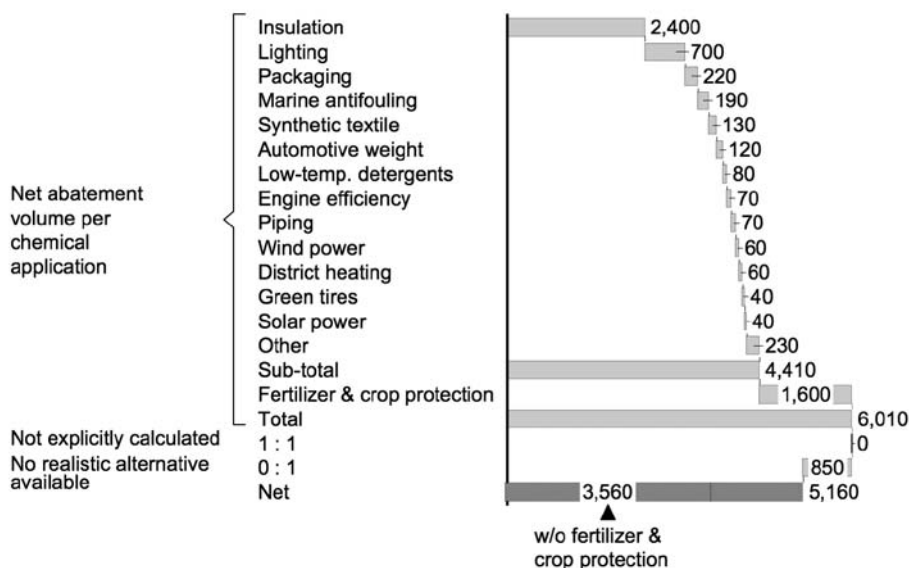 Insulation 2,400
Lighting 700
Packaging 220
Marine antifouling 190
Synthetic textile 130
Automotive weight 120
Low-temp. detergents 80
Net abatement
volume per
chemical
application
Engine efficiency 70
Piping 70
Wind power 60
District heating 60
Green tires 40
Solar power 40
Other 230
Sub-total 4,410
Fertilizer & crop protection 1,600
Total 6,010
Not explicitly calculated 1 : 1 0
No realistic alternative
available
0 : 1 850
Net 3,560 5,160
w/o fertilizer &
crop protection